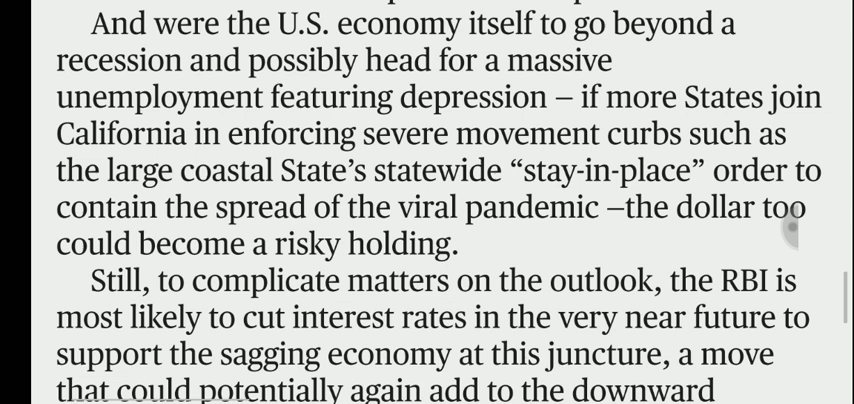 And were the U.S. economy itself to go beyond a
recession and possibly head for a massive
unemployment featuring depression – if more States join
California in enforcing severe movement curbs such as
the large coastal State’s statewide “stay-in-place” order to
contain the spread of the viral pandemic –the dollar too
could become a risky holding.
Still, to complicate matters on the outlook, the RBI is
most likely to cut interest rates in the very near future to
support the sagging economy at this juncture, a move
that could potentially again add to the downward